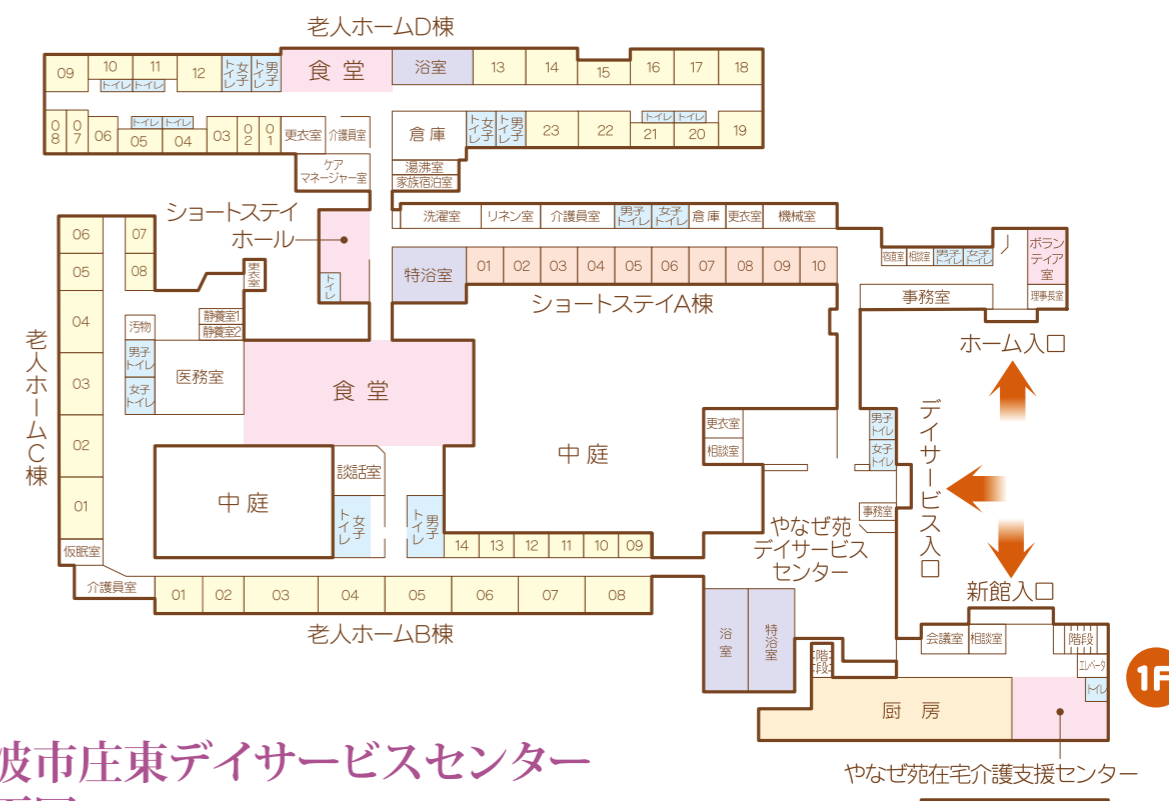 老人ホームD棟
09
10
11
12
トイレ
トイレ
女子トイレ
男子トイレ
食堂
浴室
13
14
15
16
17
18
08
07
06
05
04
トイレ
トイレ
03
02
01
更衣室
介護員室
倉庫
女子トイレ
男子トイレ
23
22
21
20
トイレ
トイレ
19
ケア
マネージャー室
湯沸室
家族宿泊室
ショートステイ
ホール
トイレ
洗濯室
リネン室
介護員室
男子
トイレ
女子
トイレ
倉庫
更衣室
機械室
特浴室
01
02
03
04
05
06
07
08
09
10
ショートステイA棟
宿直室
相談室
男子
トイレ
女子
トイレ
ボラン
ティア
室
事務室
理事長室
ホーム入口
06
07
05
08
04
03
02
01
仮眠室
老人ホームC棟
更衣室
汚物
静養室1
静養室2
男子
トイレ
女子
トイレ
医務室
食堂
中庭
談話室
女子トイレ
男子トイレ
中庭
更衣室
相談室
男子
トイレ
女子
トイレ
事務室
デイサービス入口
やなぜ苑
デイサービス
センター
14
13
12
11
10
09
介護員室
01
02
03
04
05
06
07
08
老人ホームB棟
浴室
特浴室
階段
新館入口
会議室
相談室
階段
エレベータ
トイレ
1F
厨房
やなぜ苑在宅介護支援センター
波市庄東デイサービスセンター